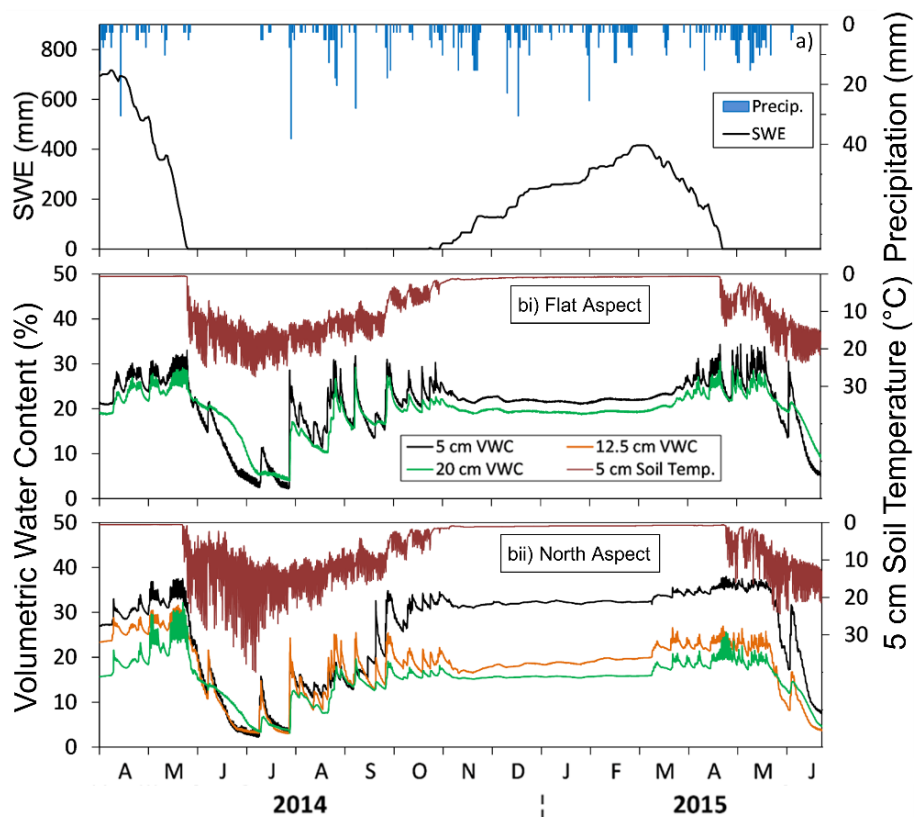 800
600
400
200
0
SWE (mm)
a)
Precip.
SWE
0
20
40
Precipitation (mm)
50
40
30
20
10
0
bi) Flat Aspect
0
10
20
30
5 cm VWC 12.5 cm VWC
20 cm VWC 5 cm Soil Temp.
Volumetric Water Content (%)
5 cm Soil Temperature (°C)
50
40
30
20
10
0
bii) North Aspect
0
10
20
30
A M J J A S O N D J F M A M J
2014 2015